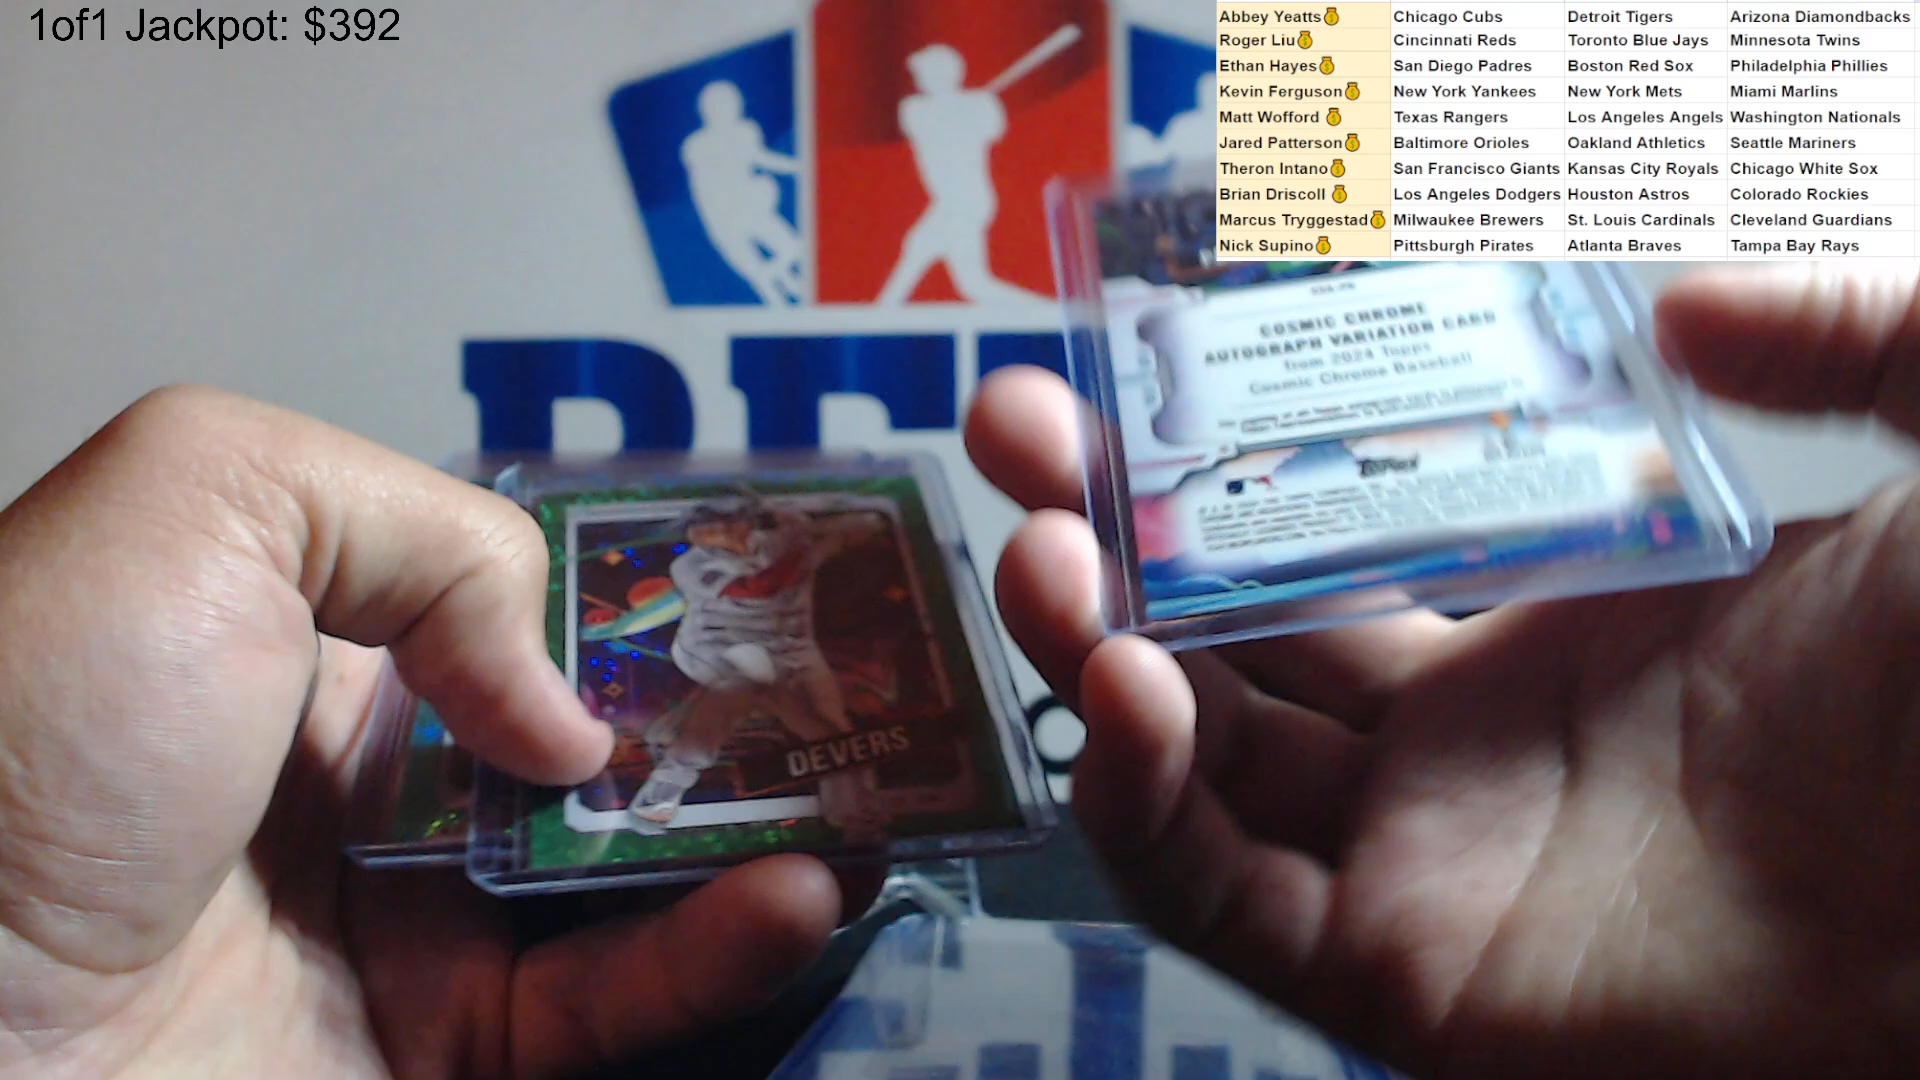 1of1 Jackpot: $392
Abbey Yeatts Chicago Cubs Detroit Tigers Arizona Diamondbacks
Roger Liu Cincinnati Reds Toronto Blue Jays Minnesota Twins
Ethan Hayes San Diego Padres Boston Red Sox Philadelphia Phillies
Kevin Ferguson New York Yankees New York Mets Miami Marlins
Matt Wofford Texas Rangers Los Angeles Angels Washington Nationals
Jared Patterson Baltimore Orioles Oakland Athletics Seattle Mariners
Theron Intano San Francisco Giants Kansas City Royals Chicago White Sox
Brian Driscoll Los Angeles Dodgers Houston Astros Colorado Rockies
Marcus Tryggestad Milwaukee Brewers St. Louis Cardinals Cleveland Guardians
Nick Supino Pittsburgh Pirates Atlanta Braves Tampa Bay Rays
COSMIC CHROME
AUTOGRAPH VARIATION CARD
from 2024 Topps
Cosmic Chrome Baseball
Topps
DEVERS